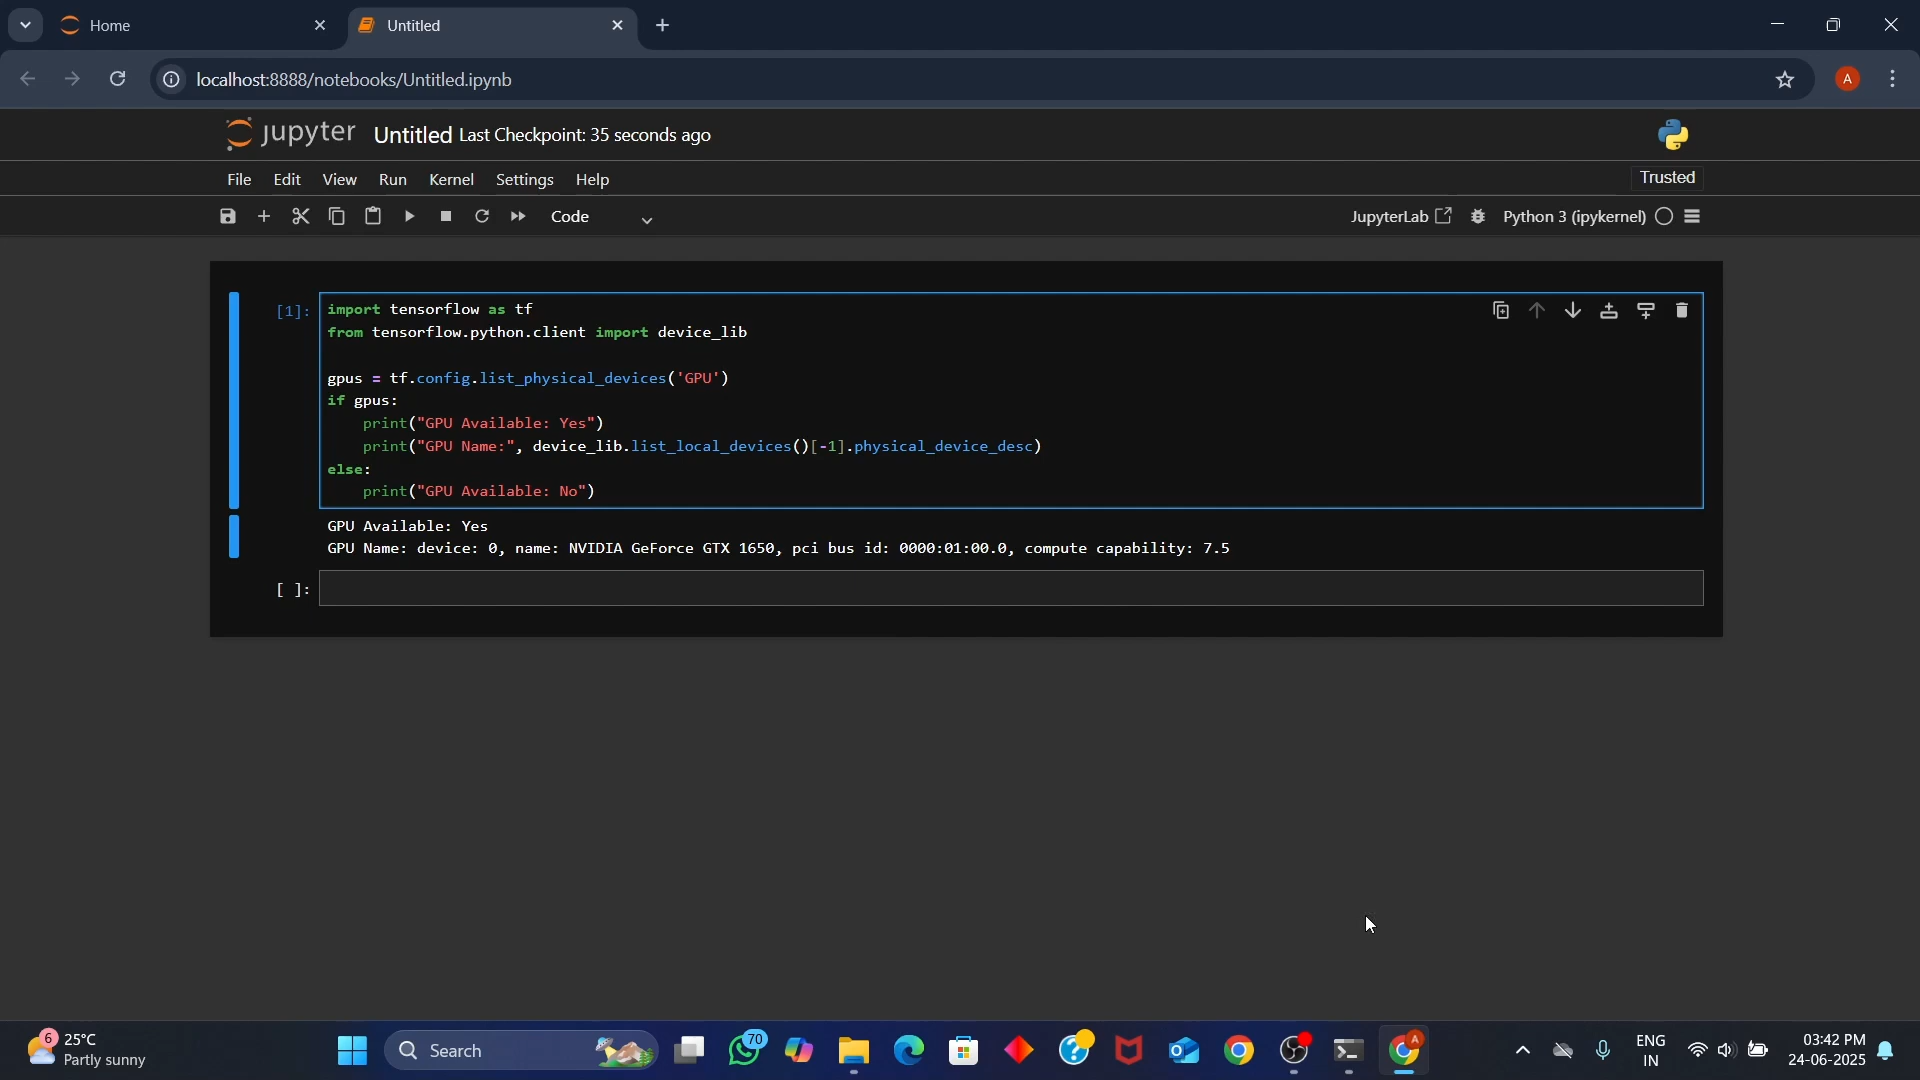 Home
Untitled
localhost:8888/notebooks/Untitled.ipynb
A
jupyter Untitled Last Checkpoint: 35 seconds ago
File Edit View Run Kernel Settings Help
Trusted
Code
JupyterLab
Python 3 (ipykernel)
[1]:
import tensorflow as tf
from tensorflow.python.client import device_lib
gpus = tf.config.list_physical_devices('GPU')
if gpus:
    print("GPU Available: Yes")
    print("GPU Name:", device_lib.list_local_devices()[-1].physical_device_desc)
else:
    print("GPU Available: No")
GPU Available: Yes
GPU Name: device: 0, name: NVIDIA GeForce GTX 1650, pci bus id: 0000:01:00.0, compute capability: 7.5
[ ]:
6
25°C
Partly sunny
Search
70
A
ENG
IN
03:42 PM
24-06-2025